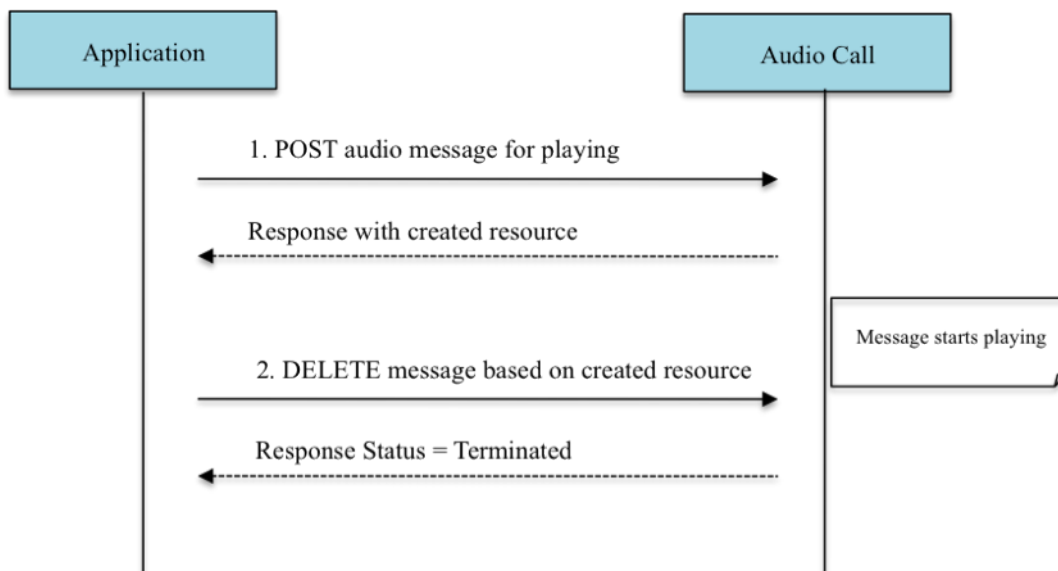 Application
Audio Call
1. POST audio message for playing
Response with created resource
Message starts playing
2. DELETE message based on created resource
Response Status = Terminated